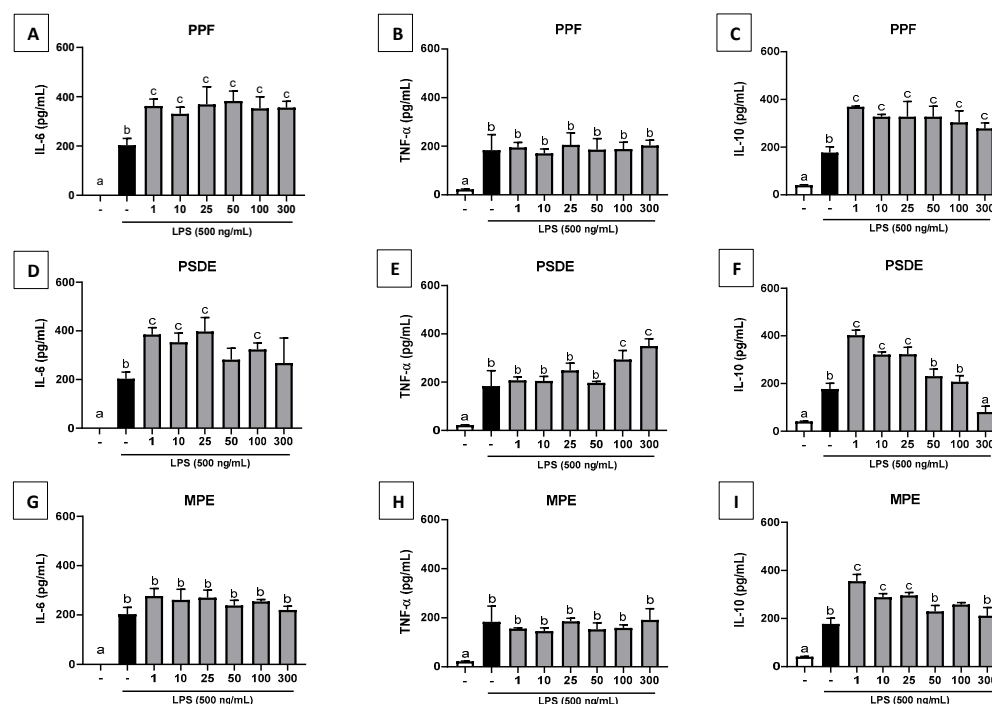 A
PPF
600
400
200
0
IL-6 (pg/mL)
a
b
c
c
c
c
c
c
- - 1 10 25 50 100 300
LPS (500 ng/mL)
B
PPF
600
400
200
0
TNF-α (pg/mL)
a
b
b
b
b
b
b
b
- - 1 10 25 50 100 300
LPS (500 ng/mL)
C
PPF
600
400
200
0
IL-10 (pg/mL)
a
b
c
c
c
c
c
c
- - 1 10 25 50 100 300
LPS (500 ng/mL)
D
PSDE
600
400
200
0
IL-6 (pg/mL)
a
b
c
c
c
c
- - 1 10 25 50 100 300
LPS (500 ng/mL)
E
PSDE
600
400
200
0
TNF-α (pg/mL)
a
b
b
b
b
b
c
c
- - 1 10 25 50 100 300
LPS (500 ng/mL)
F
PSDE
600
400
200
0
IL-10 (pg/mL)
a
b
c
c
c
b
b
a
- - 1 10 25 50 100 300
LPS (500 ng/mL)
G
MPE
600
400
200
0
IL-6 (pg/mL)
a
b
b
b
b
b
b
b
- - 1 10 25 50 100 300
LPS (500 ng/mL)
H
MPE
600
400
200
0
TNF-α (pg/mL)
a
b
b
b
b
b
b
b
- - 1 10 25 50 100 300
LPS (500 ng/mL)
I
MPE
600
400
200
0
IL-10 (pg/mL)
a
b
c
c
c
b
b
- - 1 10 25 50 100 300
LPS (500 ng/mL)